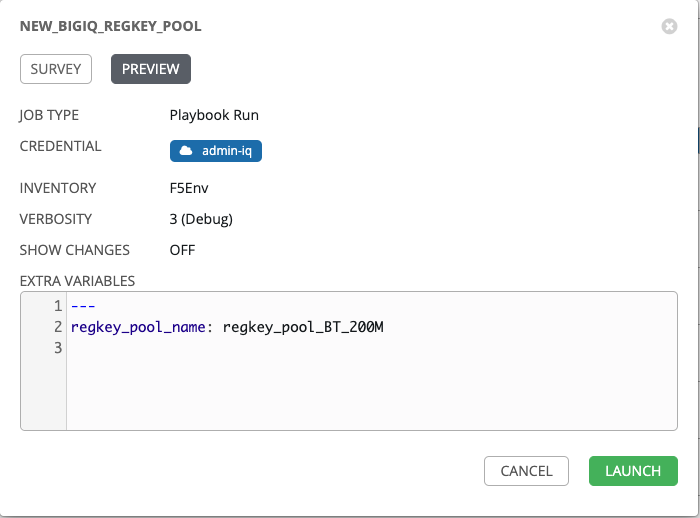 NEW_BIGIQ_REGKEY_POOL
SURVEY PREVIEW
JOB TYPE Playbook Run
CREDENTIAL admin-iq
INVENTORY F5Env
VERBOSITY 3 (Debug)
SHOW CHANGES OFF
EXTRA VARIABLES
1 ---
2 regkey_pool_name: regkey_pool_BT_200M
3
CANCEL LAUNCH